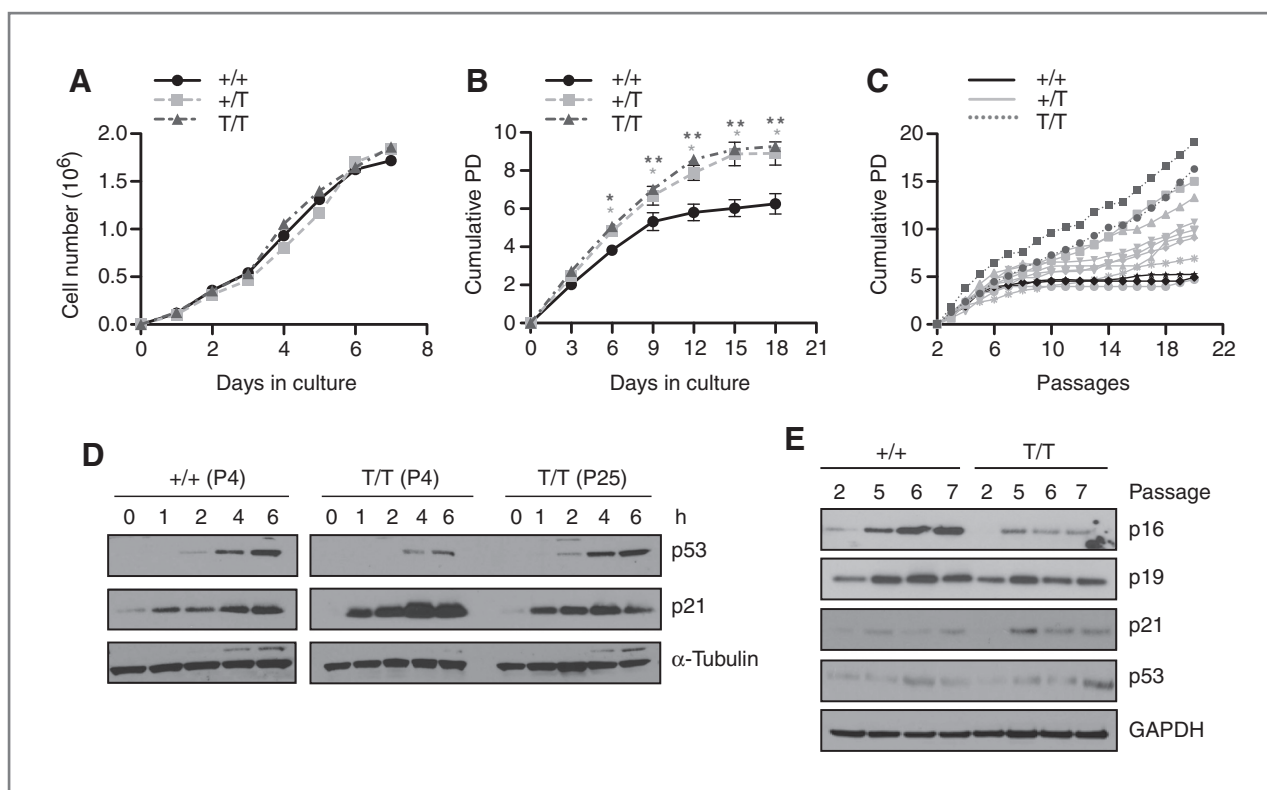 A
+/+
+/T
T/T
Cell number (10⁶)
2.0
1.5
1.0
0.5
0.0
0 2 4 6 8
Days in culture
B
+/+
+/T
T/T
Cumulative PD
10
8
6
4
2
0
* * ** * ** * ** * ** *
0 3 6 9 12 15 18 21
Days in culture
C
+/+
+/T
T/T
Cumulative PD
20
15
10
5
0
2 6 10 14 18 22
Passages
D
+/+ (P4) T/T (P4) T/T (P25)
0 1 2 4 6 0 1 2 4 6 0 1 2 4 6 h
p53
p21
α-Tubulin
E
+/+ T/T
2 5 6 7 2 5 6 7 Passage
p16
p19
p21
p53
GAPDH